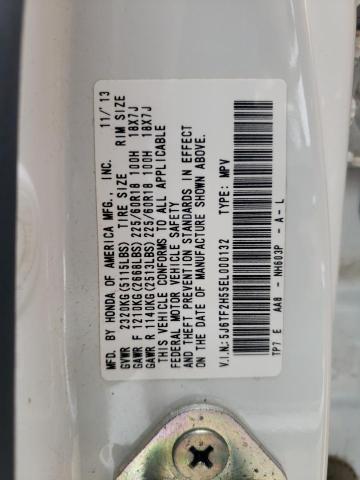 MFD. BY HONDA OF AMERICA MFG., INC. 11/'13
GVWR 2320KG(5115LBS) TIRE SIZE RIM SIZE
GAWR F 1210KG(2668LBS) 225/60R18 100H 18X7J
GAWR R 1140KG(2513LBS) 225/60R18 100H 18X7J
THIS VEHICLE CONFORMS TO ALL APPLICABLE
FEDERAL MOTOR VEHICLE SAFETY
AND THEFT PREVENTION STANDARDS IN EFFECT
ON THE DATE OF MANUFACTURE SHOWN ABOVE.
V.I.N:5J6TF2H55EL000132 TYPE: MPV
TP7 E AA8 - NH603P - A - L